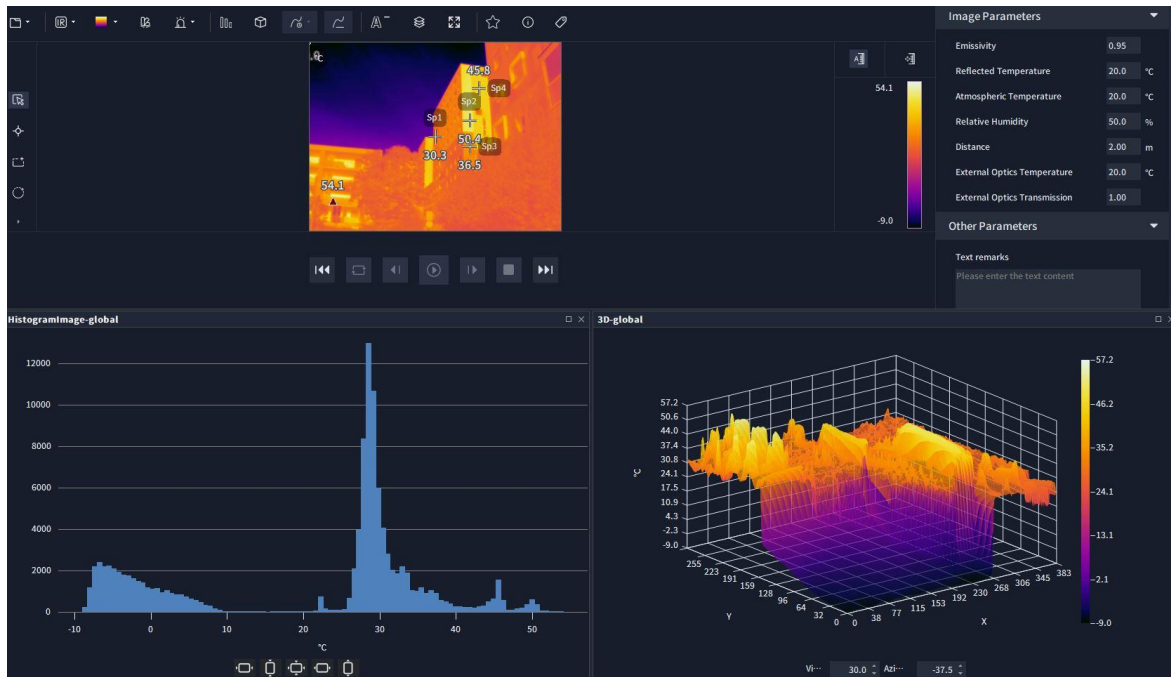 IR
A
°C
45.8
Sp4
Sp2
Sp1
50.4
Sp3
30.3
36.5
54.1
54.1
-9.0
Image Parameters
Emissivity 0.95
Reflected Temperature 20.0 °C
Atmospheric Temperature 20.0 °C
Relative Humidity 50.0 %
Distance 2.00 m
External Optics Temperature 20.0 °C
External Optics Transmission 1.00
Other Parameters
Text remarks
Please enter the text content
HistogramImage-global
12000
10000
8000
6000
4000
2000
0
-10 0 10 20 30 40 50
°C
3D-global
57.2
50.6
44.0
37.4
30.8
24.1
17.5
10.9
4.3
-2.3
-9.0
°C
255 223 191 159 128 96 64 32 0
Y
0 38 77 115 153 192 230 268 306 345 383
X
57.2
46.2
35.2
24.1
13.1
2.1
-9.0
Vi··· 30.0 Azi··· -37.5